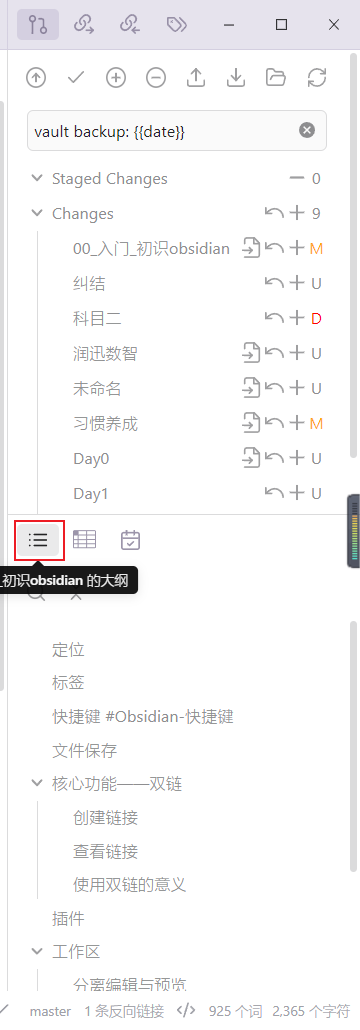 vault backup: {{date}}
Staged Changes 0
Changes 9
00_入门_初识obsidian M
纠结 U
科目二 D
润迅数智 U
未命名 U
习惯养成 M
Day0 U
Day1 U
_初识obsidian 的大纲
定位
标签
快捷键 #Obsidian-快捷键
文件保存
核心功能——双链
创建链接
查看链接
使用双链的意义
插件
工作区
分离编辑与预览
master 1 条反向链接 </> 925 个词 2,365 个字符